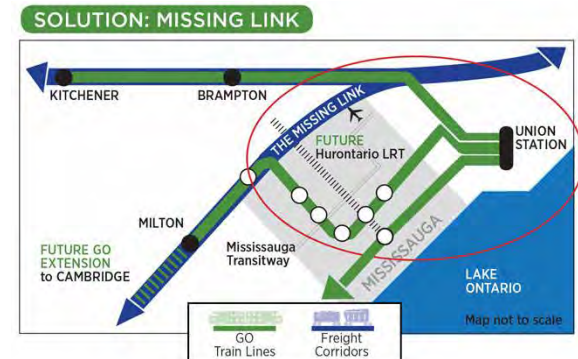 SOLUTION: MISSING LINK
KITCHENER
BRAMPTON
THE MISSING LINK
UNION
STATION
FUTURE
Hurontario LRT
MILTON
FUTURE GO
EXTENSION
to CAMBRIDGE
Mississauga
Transitway
MISSISSAUGA
LAKE
ONTARIO
Map not to scale
GO
Train Lines
Freight
Corridors